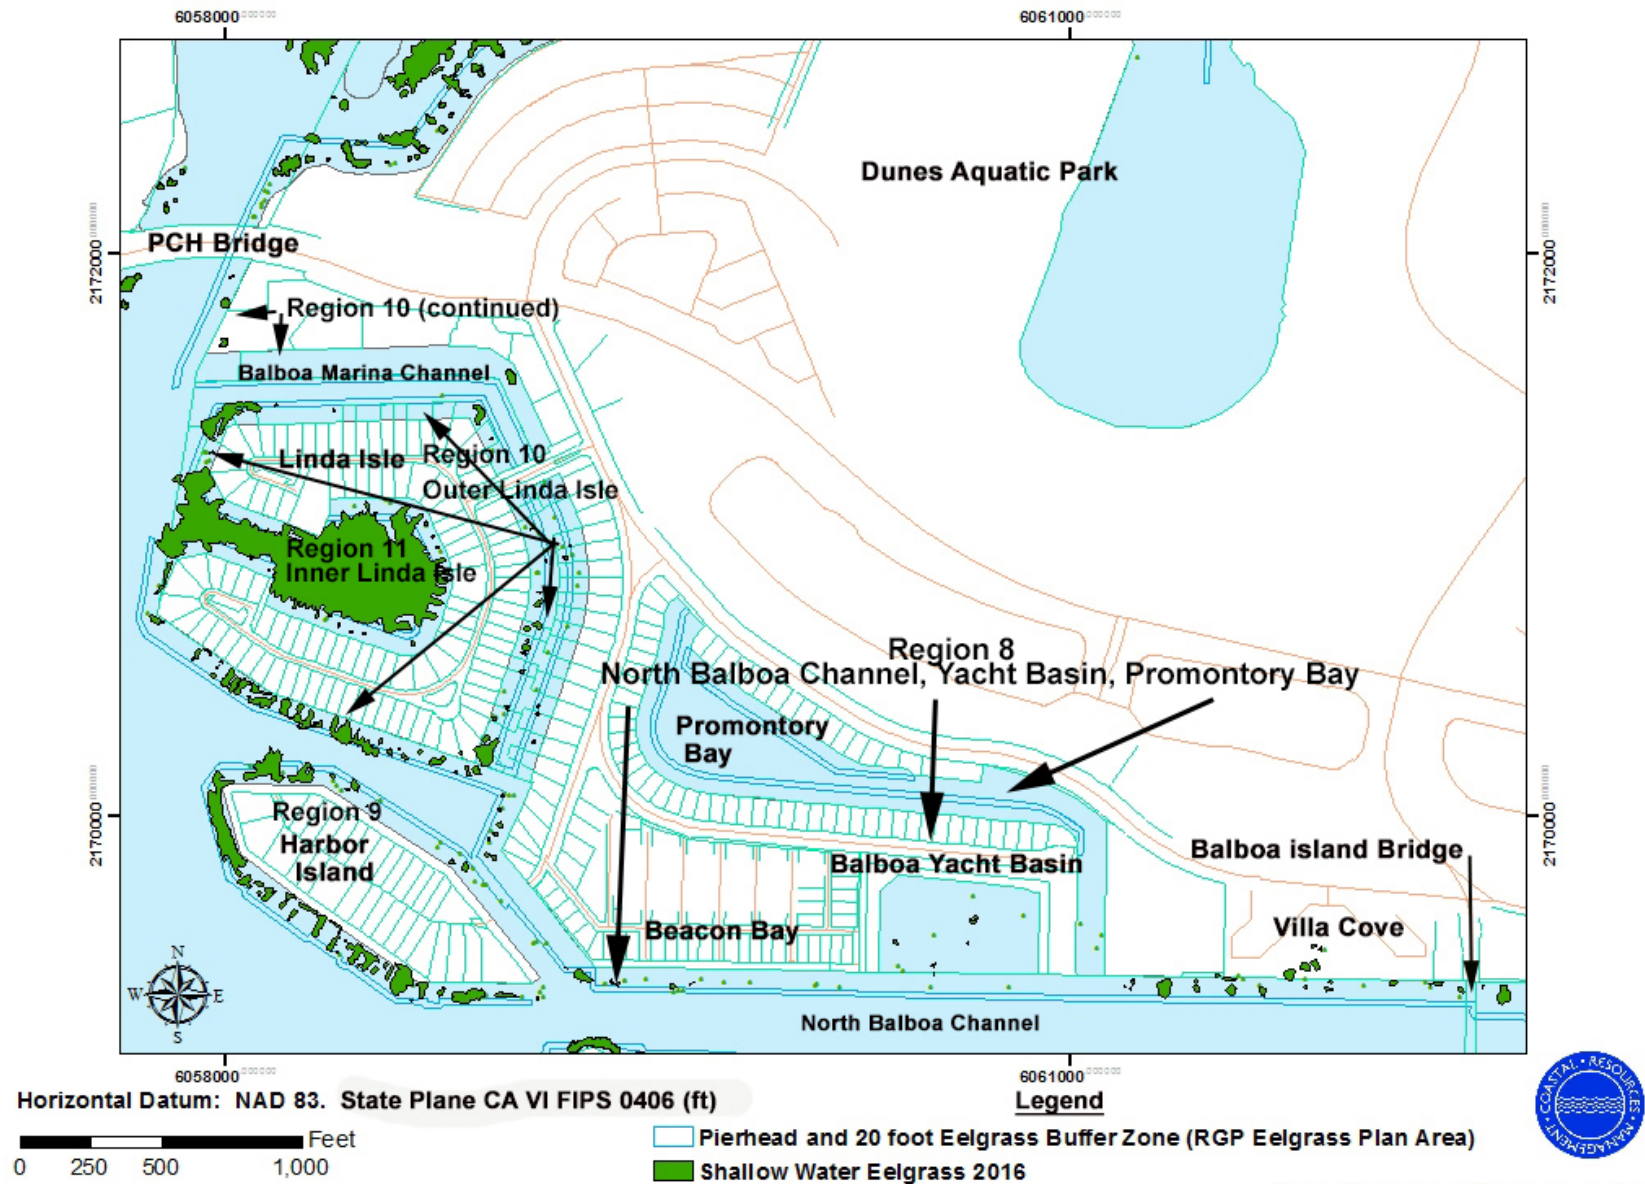 6058000 6061000
Dunes Aquatic Park
PCH Bridge
2172000
2172000
Region 10 (continued)
Balboa Marina Channel
Linda Isle
Region 10
Outer Linda Isle
Region 11
Inner Linda Isle
Region 8
North Balboa Channel, Yacht Basin, Promontory Bay
Promontory
Bay
Region 9
Harbor
Island
2170000
2170000
Balboa island Bridge
Balboa Yacht Basin
Beacon Bay
Villa Cove
N
W E
S
North Balboa Channel
6058000 6061000
Horizontal Datum: NAD 83. State Plane CA VI FIPS 0406 (ft)
Legend
Feet
0 250 500 1,000
Pierhead and 20 foot Eelgrass Buffer Zone (RGP Eelgrass Plan Area)
Shallow Water Eelgrass 2016
COASTAL • RESOURCES • MANAGEMENT •